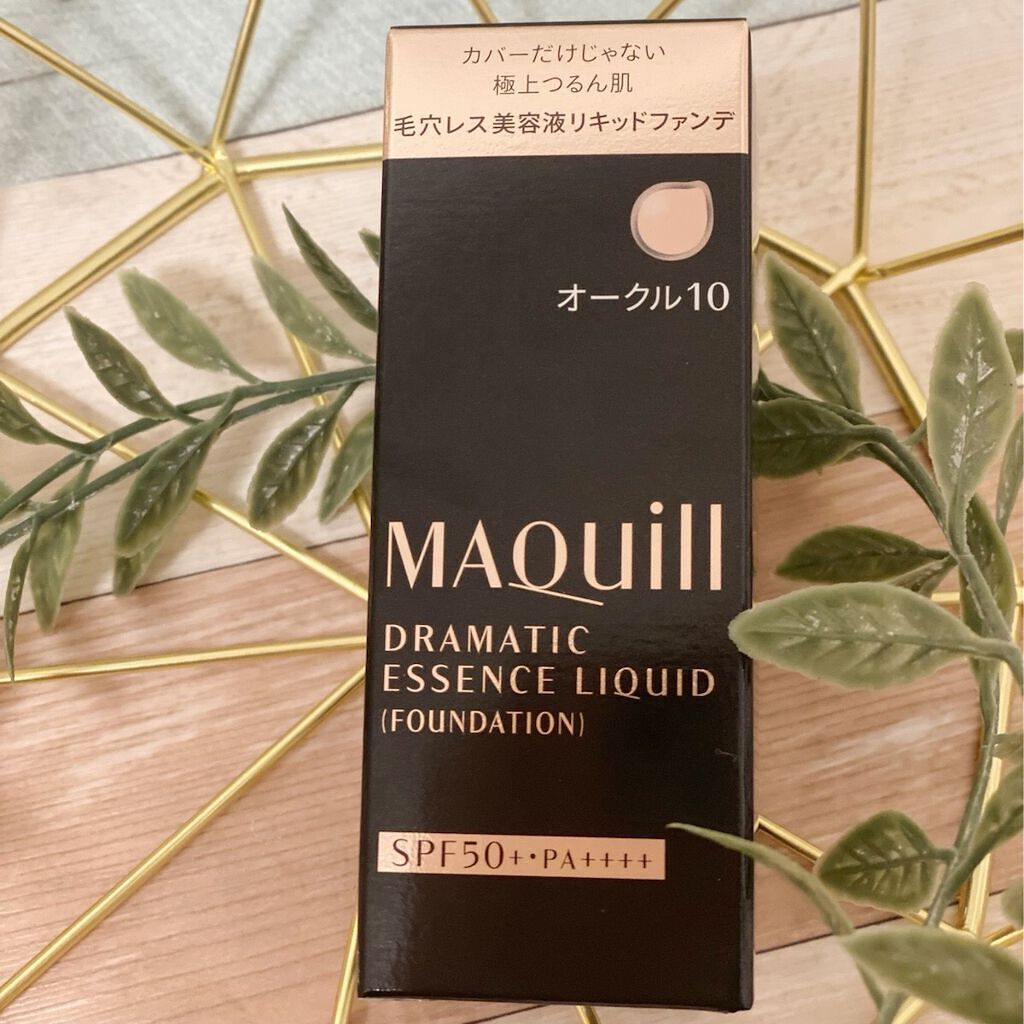 カバーだけじゃない
極上つるん肌
毛穴レス美容液リキッドファンデ
オークル10
MAQuill
DRAMATIC
ESSENCE LIQUID
(FOUNDATION)
SPF50+・PA++++